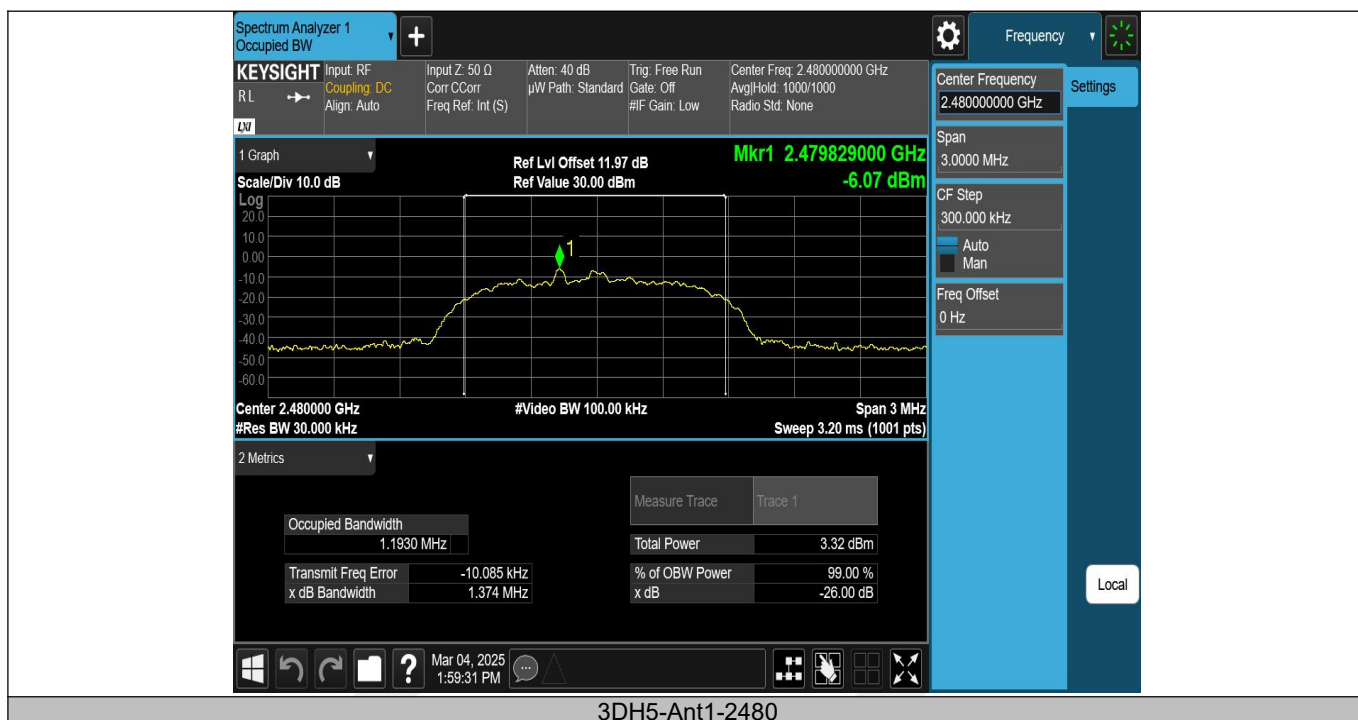 Spectrum Analyzer 1
Occupied BW
Frequency
KEYSIGHT
R L
LXI
Input: RF
Coupling: DC
Align: Auto
Input Z: 50 Ω
Corr CCorr
Freq Ref: Int (S)
Atten: 40 dB
µW Path: Standard
Trig: Free Run
Gate: Off
#IF Gain: Low
Center Freq: 2.480000000 GHz
Avg|Hold: 1000/1000
Radio Std: None
Center Frequency
2.480000000 GHz
Settings
Span
3.0000 MHz
CF Step
300.000 kHz
Auto
Man
Freq Offset
0 Hz
Local
1 Graph
Scale/Div 10.0 dB
Ref Lvl Offset 11.97 dB
Ref Value 30.00 dBm
Mkr1 2.479829000 GHz
-6.07 dBm
Log
20.0
10.0
0.00
-10.0
-20.0
-30.0
-40.0
-50.0
-60.0
1
Center 2.480000 GHz
#Res BW 30.000 kHz
#Video BW 100.00 kHz
Span 3 MHz
Sweep 3.20 ms (1001 pts)
2 Metrics
Measure Trace
Trace 1
Occupied Bandwidth
1.1930 MHz
Total Power
3.32 dBm
Transmit Freq Error
-10.085 kHz
% of OBW Power
99.00 %
x dB Bandwidth
1.374 MHz
x dB
-26.00 dB
?
Mar 04, 2025
1:59:31 PM
3DH5-Ant1-2480